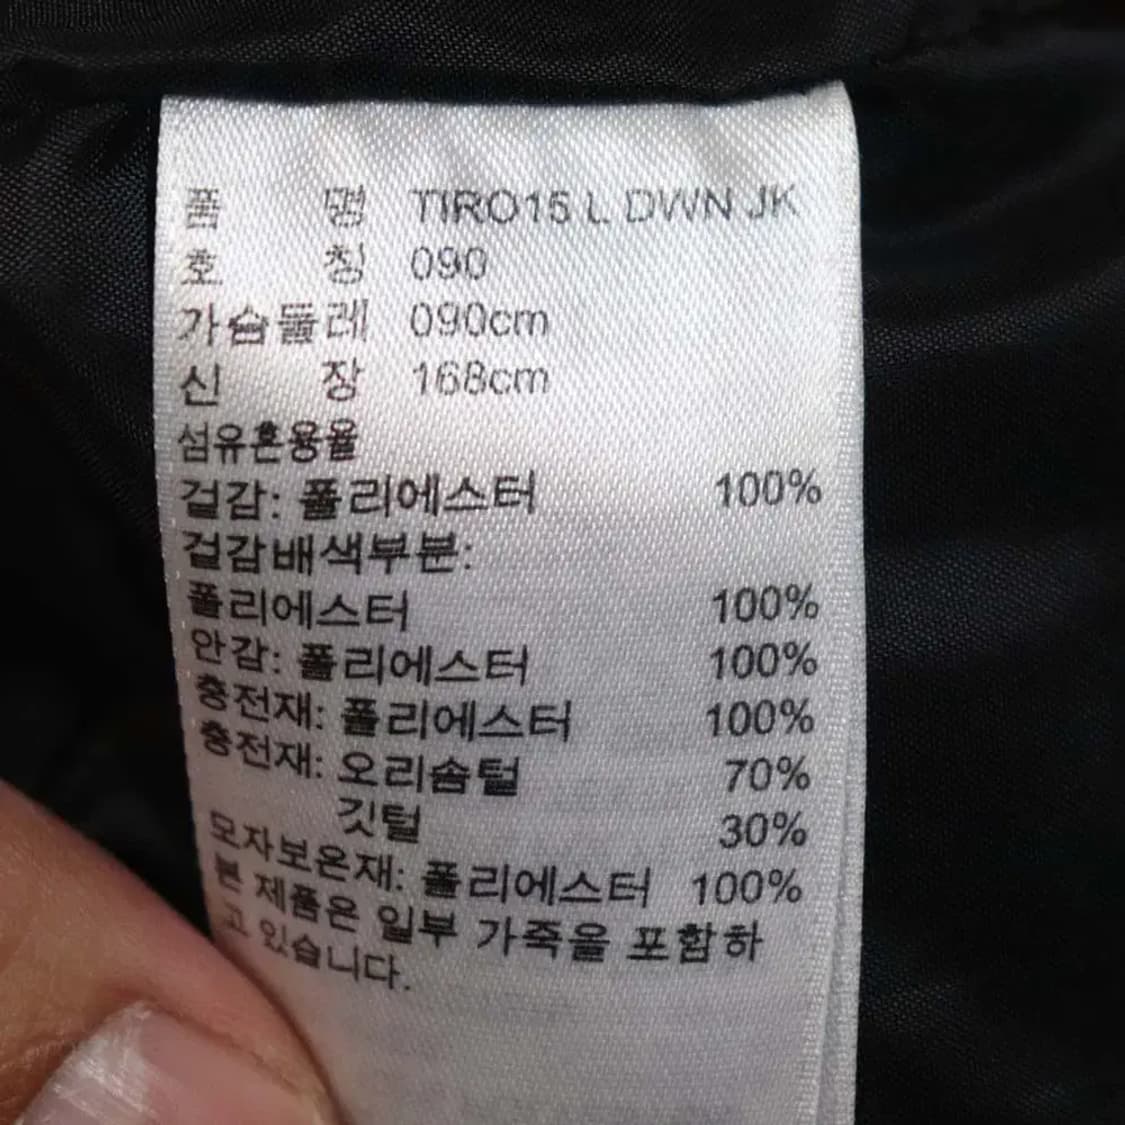 품 명 TIRO15 L DWN JK
호 칭 090
가슴둘레 090cm
신 장 168cm
섬유혼용율
겉감: 폴리에스터 100%
겉감배색부분:
폴리에스터 100%
안감: 폴리에스터 100%
충전재: 폴리에스터 100%
충전재: 오리솜털 70%
깃털 30%
모자보온재: 폴리에스터 100%
본 제품은 일부 가죽을 포함하
고 있습니다.